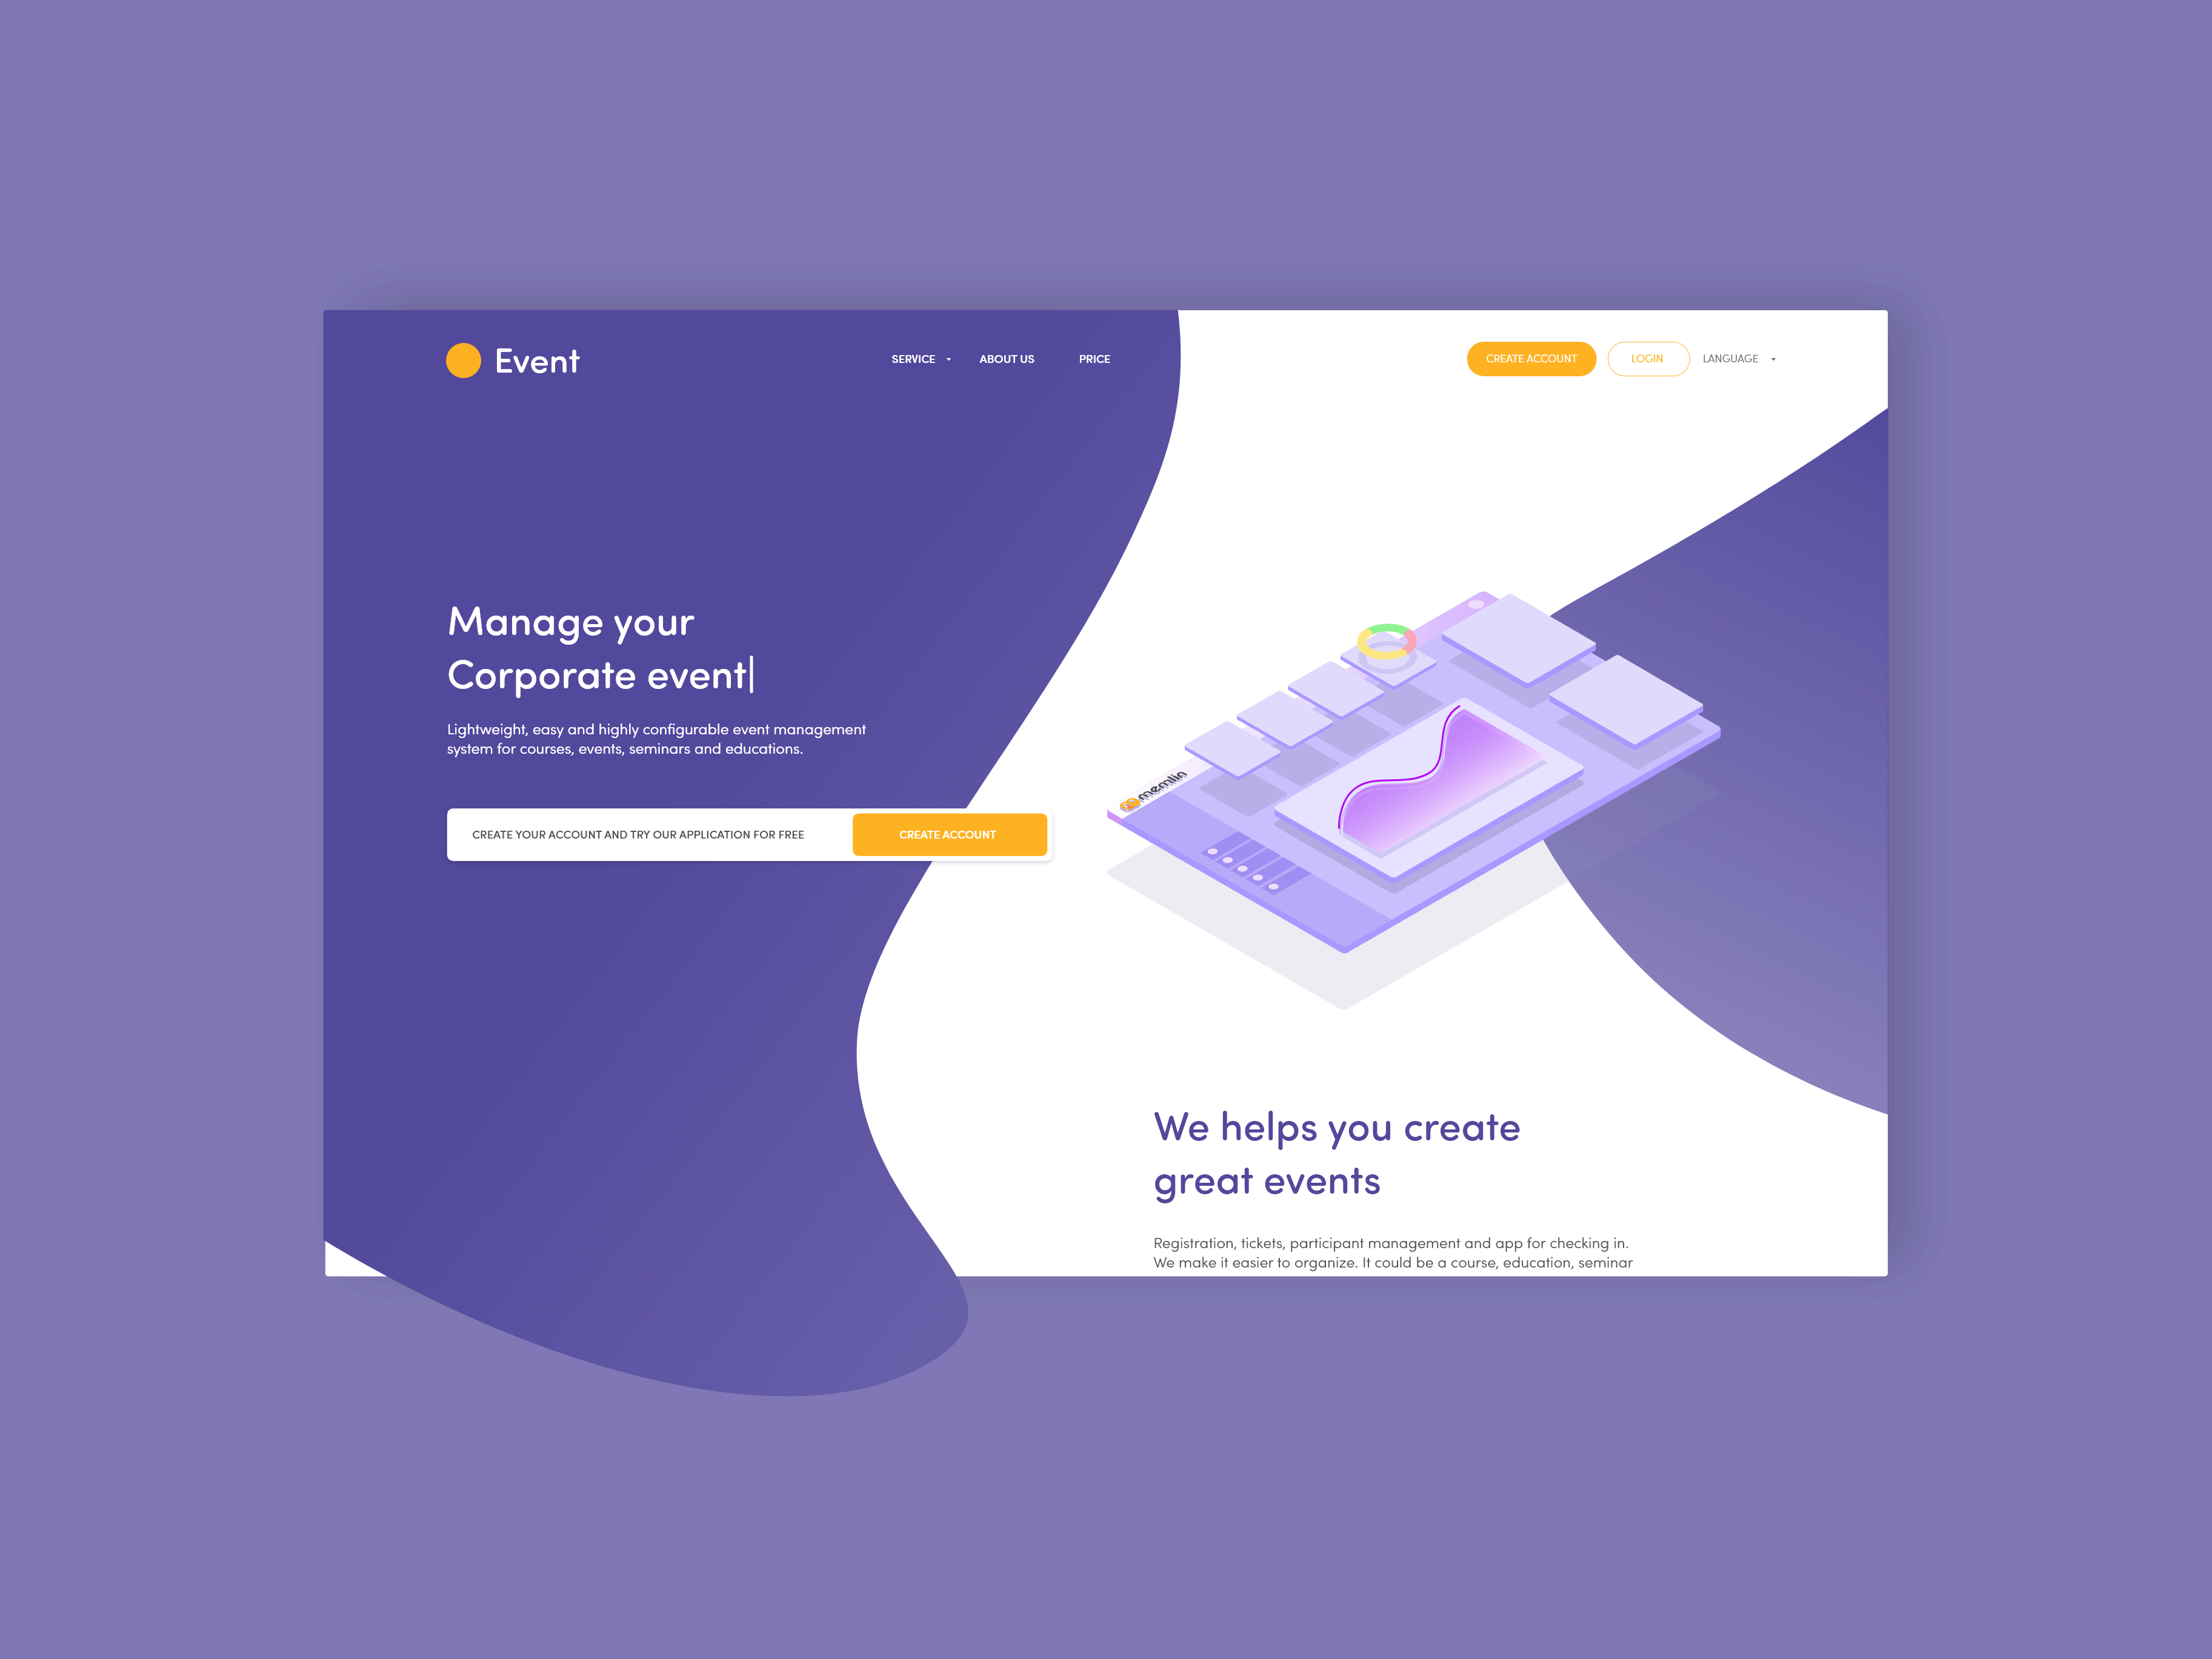 Event
SERVICE
ABOUT US
PRICE
CREATE ACCOUNT
LOGIN
LANGUAGE
Manage your
Corporate event
Lightweight, easy and highly configurable event management
system for courses, events, seminars and educations.
CREATE YOUR ACCOUNT AND TRY OUR APPLICATION FOR FREE
CREATE ACCOUNT
memlin
We helps you create
great events
Registration, tickets, participant management and app for checking in.
We make it easier to organize. It could be a course, education, seminar